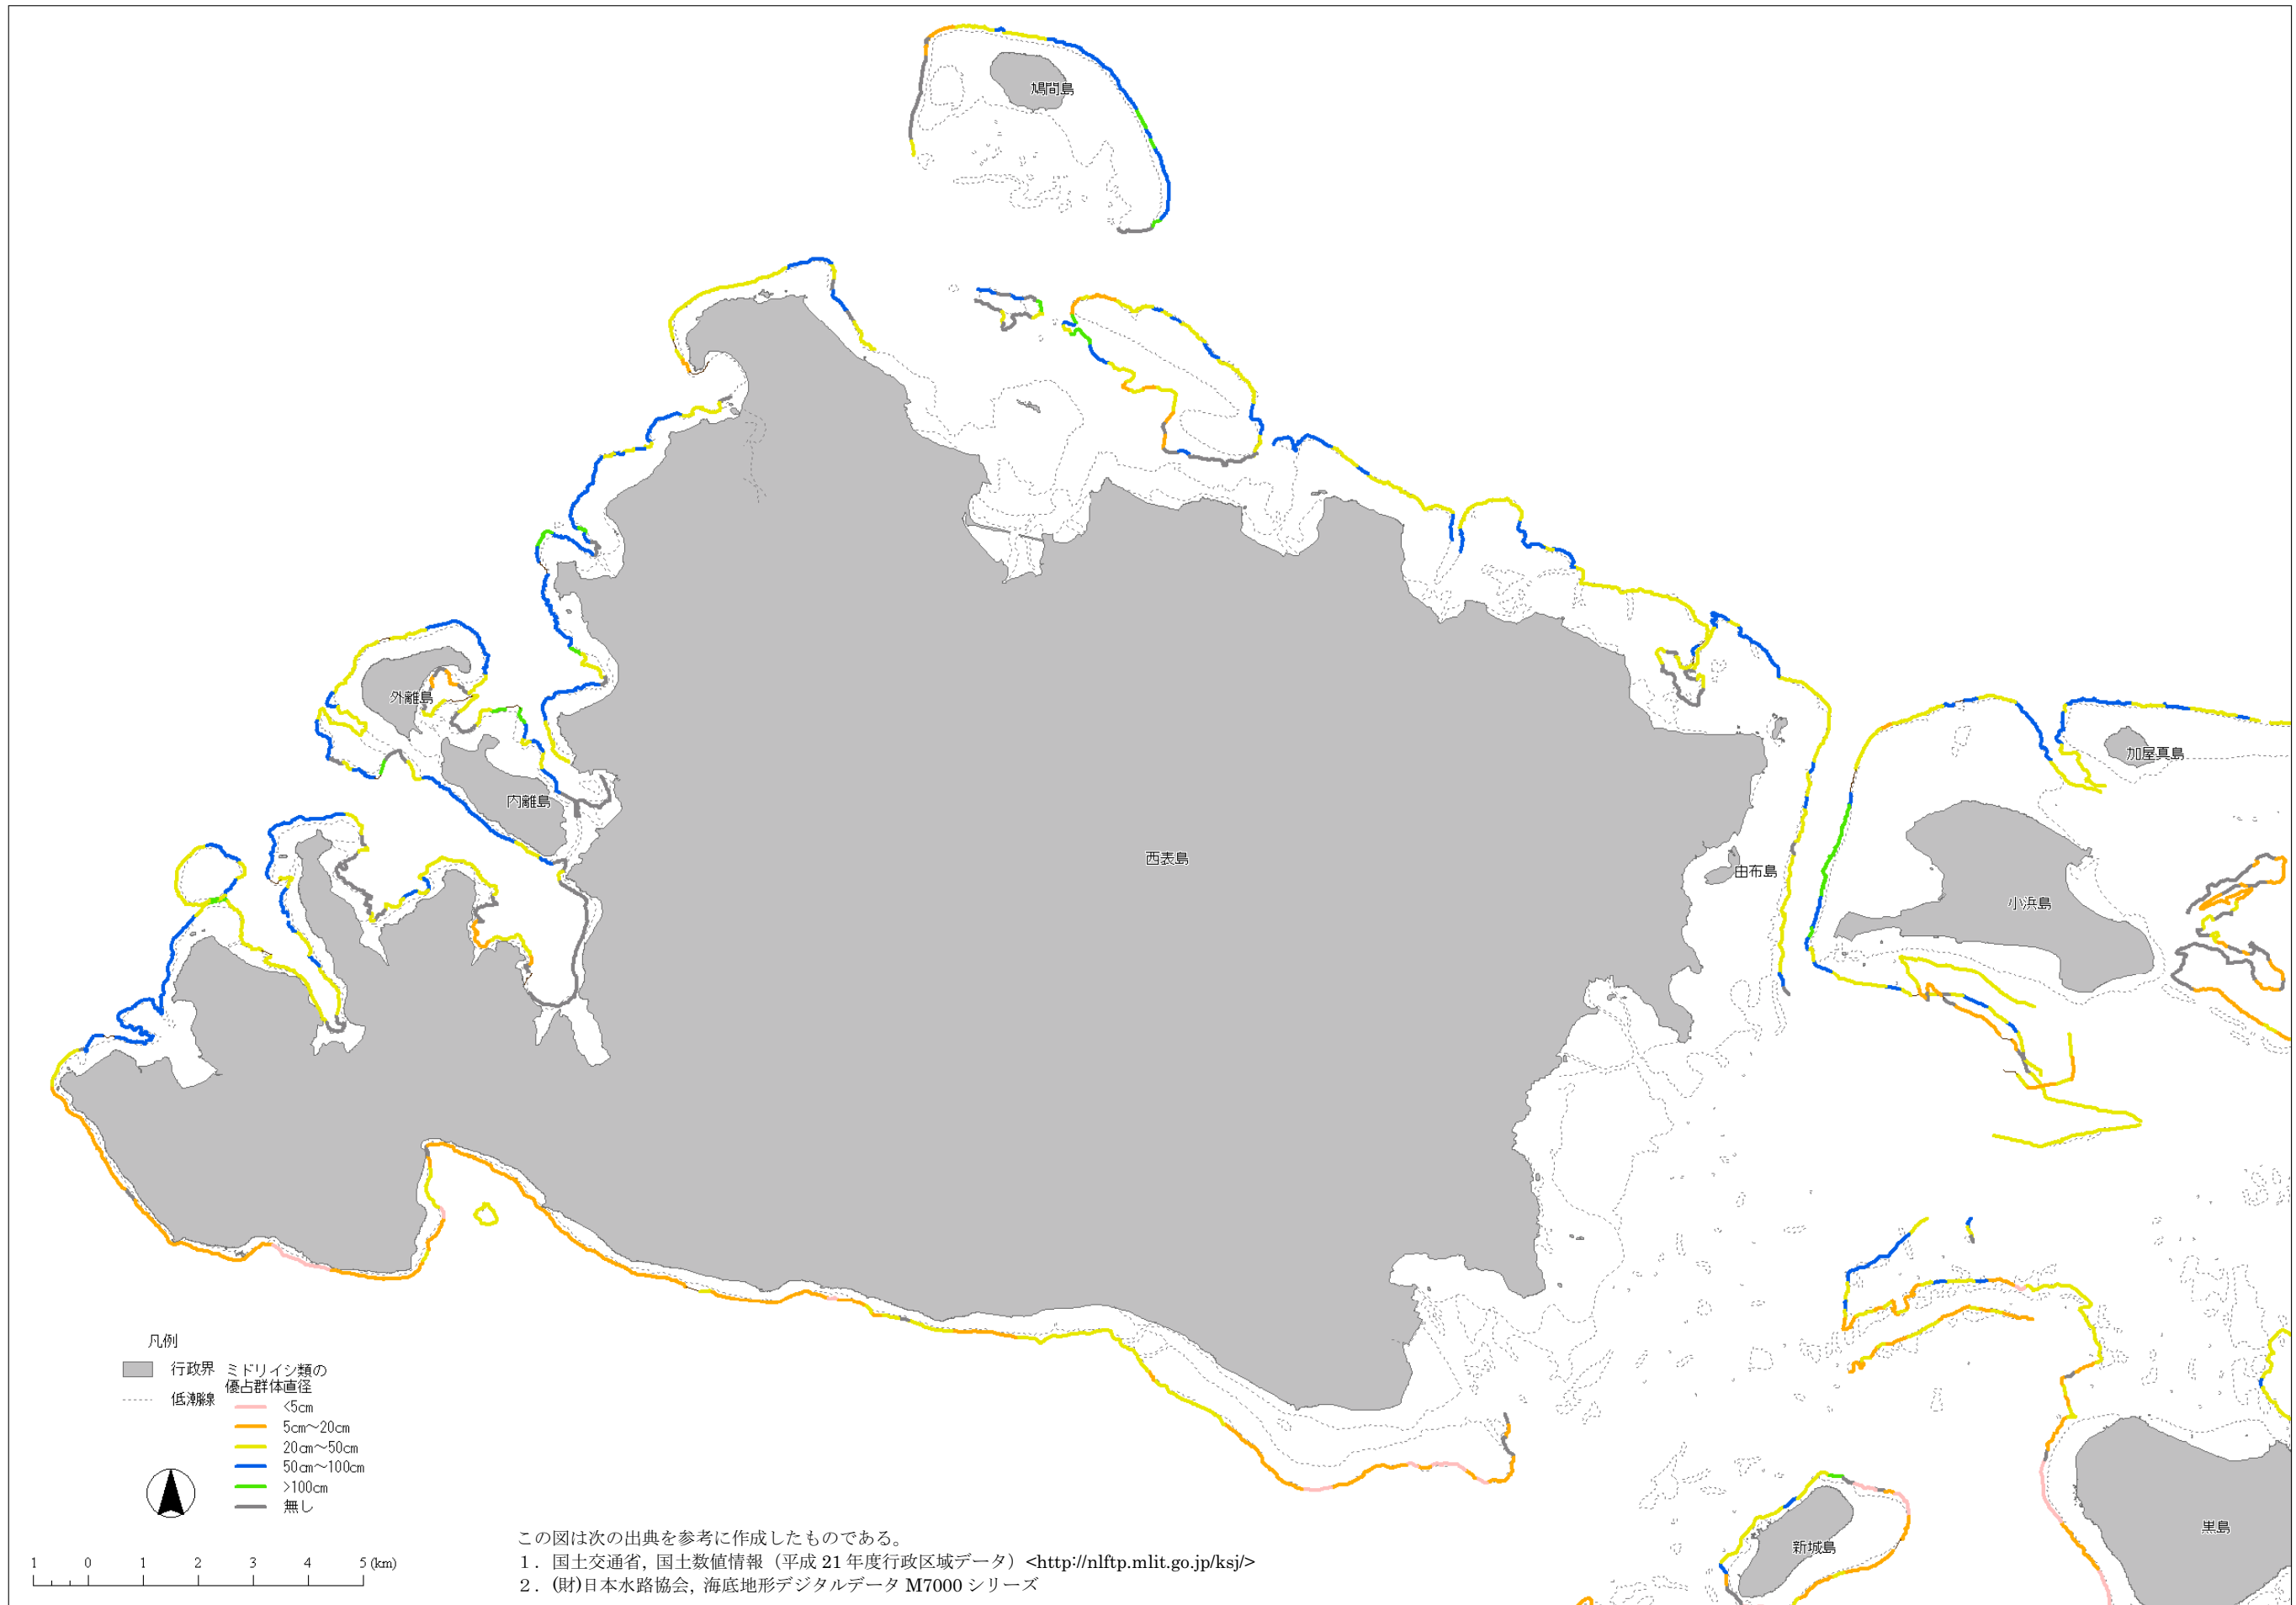 鳩間島
外離島
内離島
西表島
由布島
加屋真島
小浜島
新城島
黒島
凡例
行政界
低潮線
ミドリイシ類の
優占群体直径
<5cm
5cm～20cm
20cm～50cm
50cm～100cm
>100cm
無し
1 0 1 2 3 4 5 (km)
この図は次の出典を参考に作成したものである。
１．国土交通省, 国土数値情報（平成 21 年度行政区域データ）<http://nlftp.mlit.go.jp/ksj/>
２．(財)日本水路協会, 海底地形デジタルデータ M7000 シリーズ